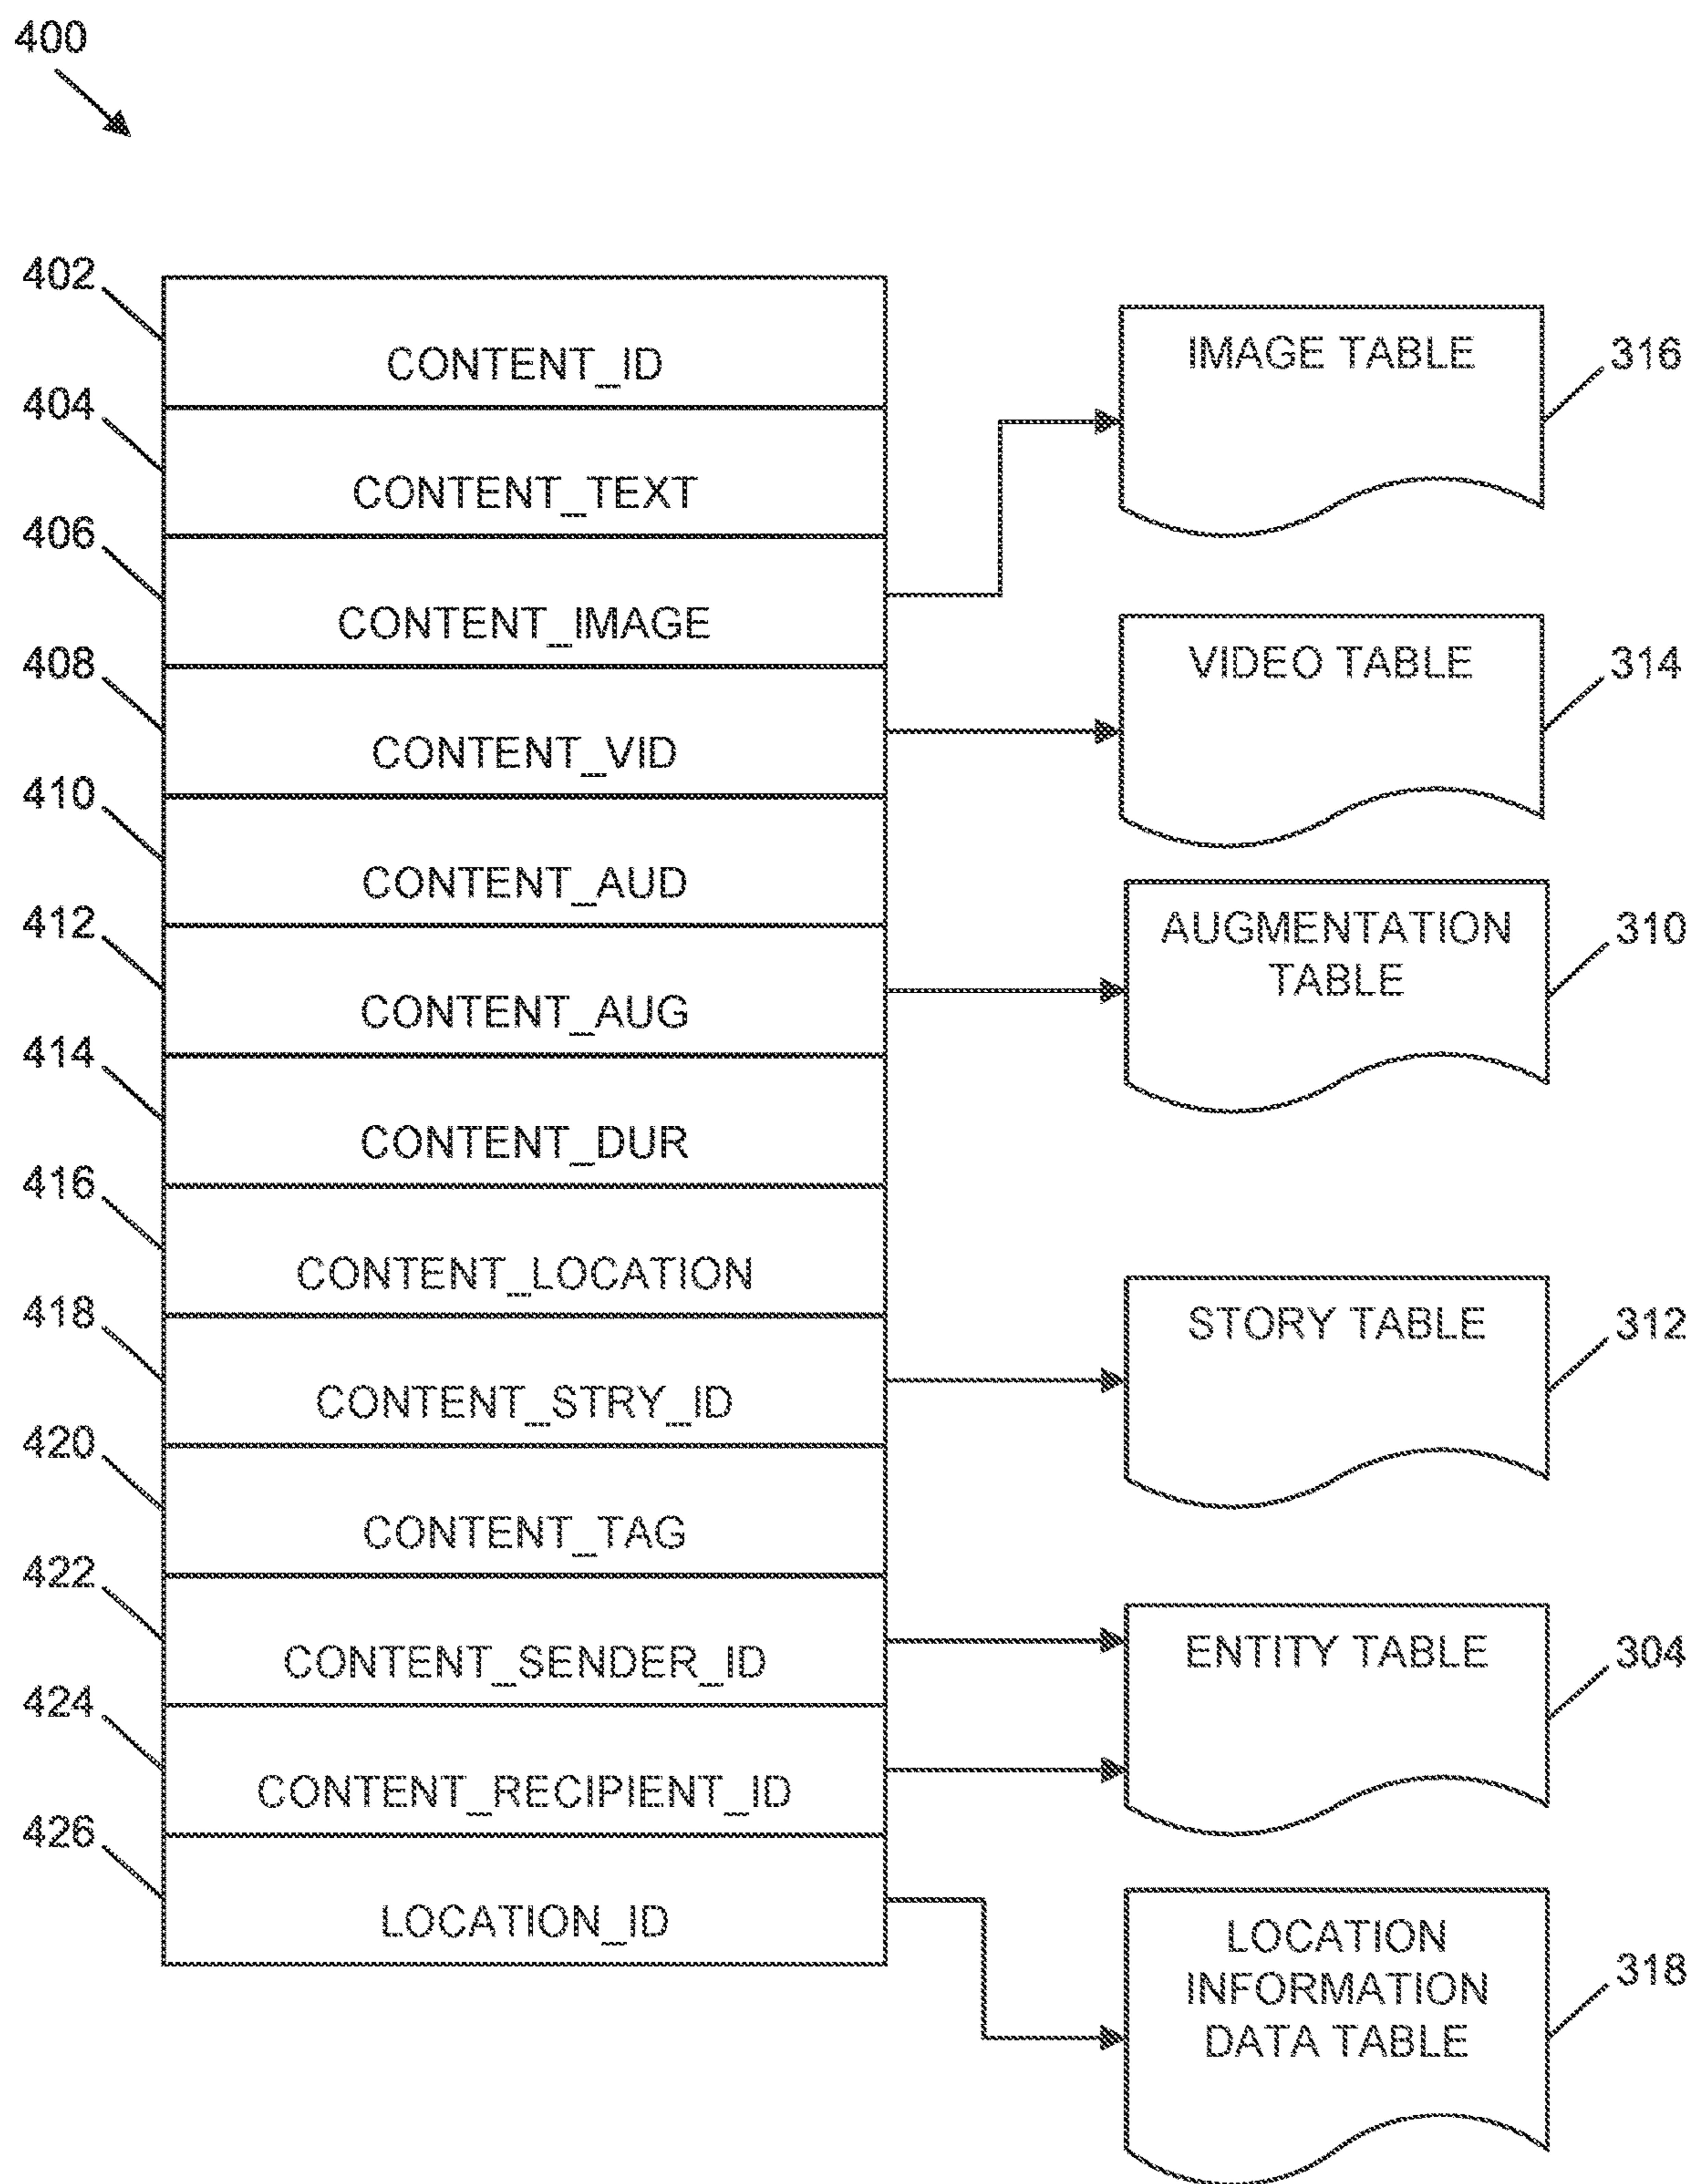 400
402
CONTENT_ID
404
CONTENT_TEXT
406
CONTENT_IMAGE
408
CONTENT_VID
410
CONTENT_AUD
412
CONTENT_AUG
414
CONTENT_DUR
416
CONTENT_LOCATION
418
CONTENT_STRY_ID
420
CONTENT_TAG
422
CONTENT_SENDER_ID
424
CONTENT_RECIPIENT_ID
426
LOCATION_ID
IMAGE TABLE
316
VIDEO TABLE
314
AUGMENTATION
TABLE
310
STORY TABLE
312
ENTITY TABLE
304
LOCATION
INFORMATION
DATA TABLE
318